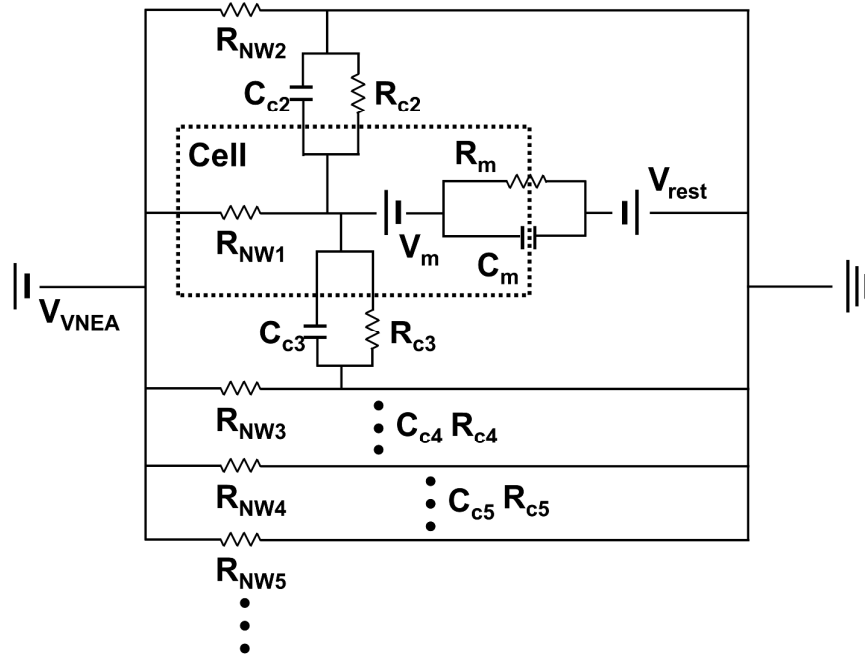 R_NW2
C_c2 R_c2
Cell
R_m
V_rest
R_NW1
V_m
C_m
V_VNEA
C_c3 R_c3
R_NW3
C_c4 R_c4
R_NW4
C_c5 R_c5
R_NW5